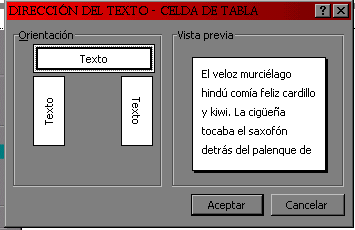 DIRECCIÓN DEL TEXTO - CELDA DE TABLA
Orientación
Texto
Texto
Texto
Vista previa
El veloz murciélago
hindú comía feliz cardillo
y kiwi. La cigüeña
tocaba el saxofón
detrás del palenque de
Aceptar
Cancelar